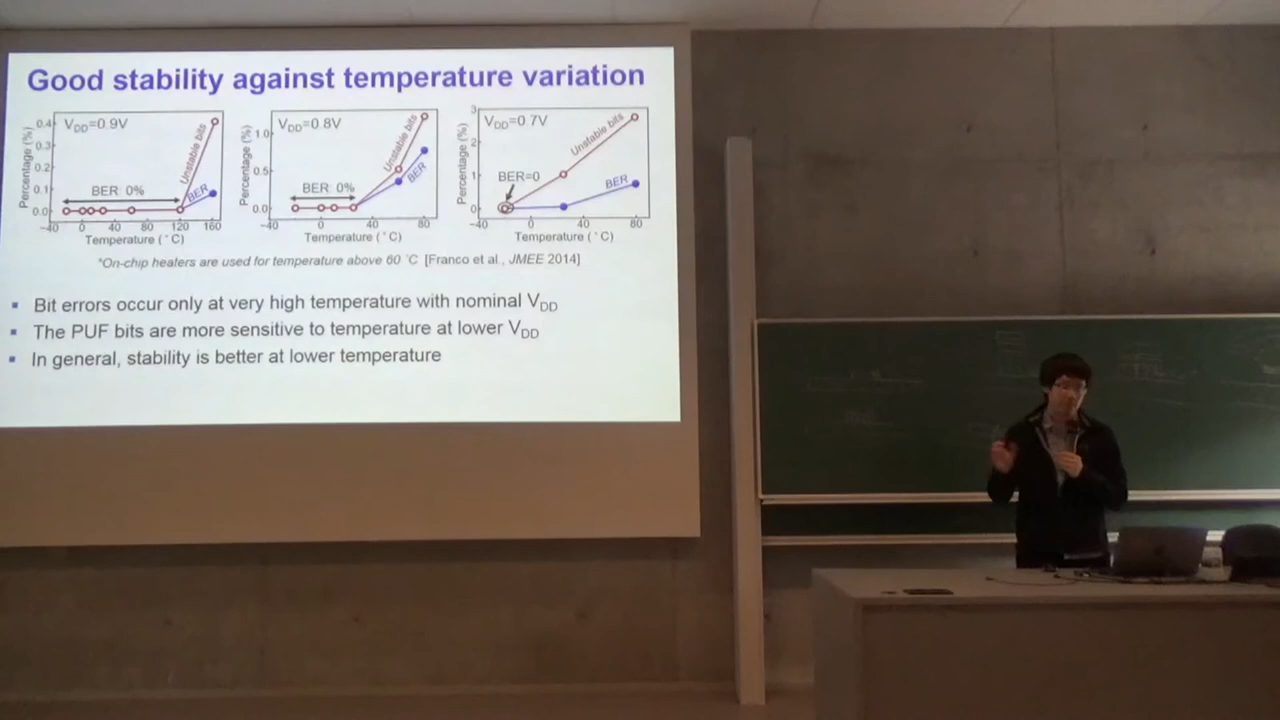 Good stability against temperature variation
V_DD=0.9V
Percentage (%)
0.4
0.3
0.2
0.1
0.0
BER: 0%
Unstable bits
BER
−40 0 40 80 120 160
Temperature (°C)
V_DD=0.8V
Percentage (%)
1.0
0.5
0.0
BER: 0%
Unstable bits
BER
−40 0 40 80
Temperature (°C)
V_DD=0.7V
Percentage (%)
3
2
1
0
BER=0
Unstable bits
BER
−40 0 40 80
Temperature (°C)
*On-chip heaters are used for temperature above 60 °C [Franco et al., JMEE 2014]
▪ Bit errors occur only at very high temperature with nominal V_DD
▪ The PUF bits are more sensitive to temperature at lower V_DD
▪ In general, stability is better at lower temperature